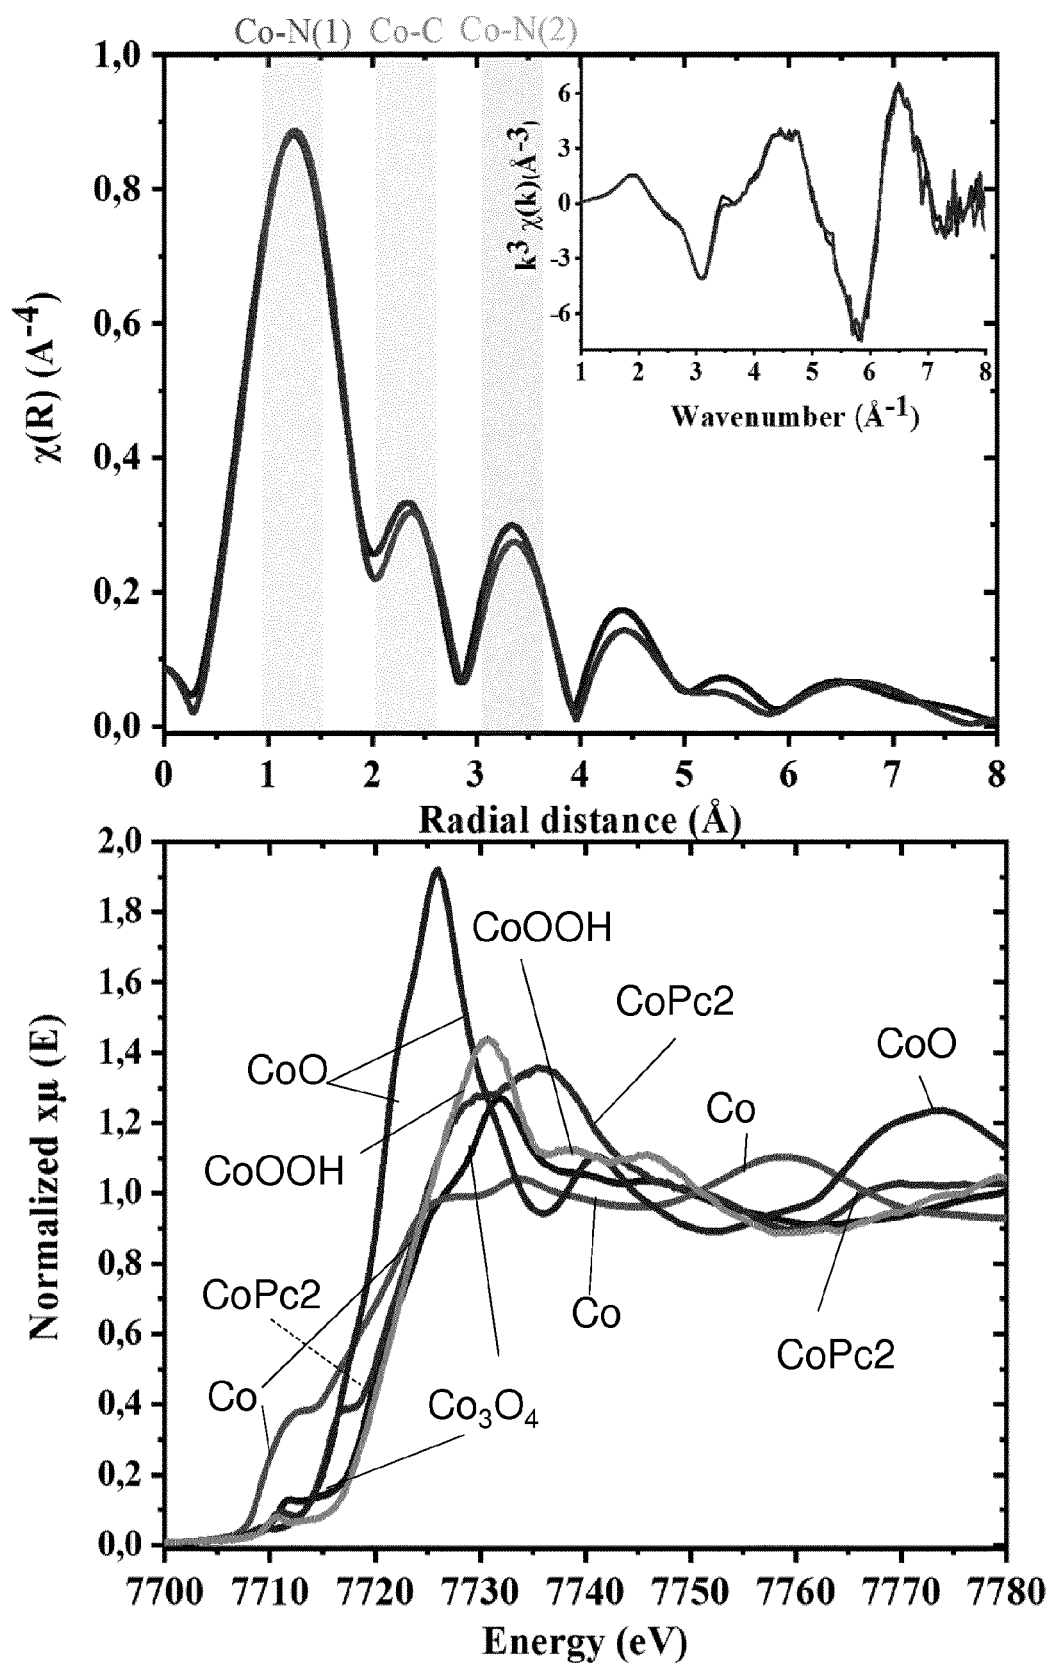 Co-N(1) Co-C Co-N(2)
1,0
0,8
0,6
0,4
0,2
0,0
χ(R) (A⁻⁴)
0 1 2 3 4 5 6 7 8
Radial distance (Å)
6
3
0
-3
-6
k³ χ(k)(Å⁻³)
1 2 3 4 5 6 7 8
Wavenumber (Å⁻¹)
2,0
1,8
1,6
1,4
1,2
1,0
0,8
0,6
0,4
0,2
0,0
Normalized xμ (E)
CoOOH
CoPc2
CoO
CoO
Co
CoOOH
CoPc2
Co
CoPc2
Co
Co₃O₄
7700 7710 7720 7730 7740 7750 7760 7770 7780
Energy (eV)